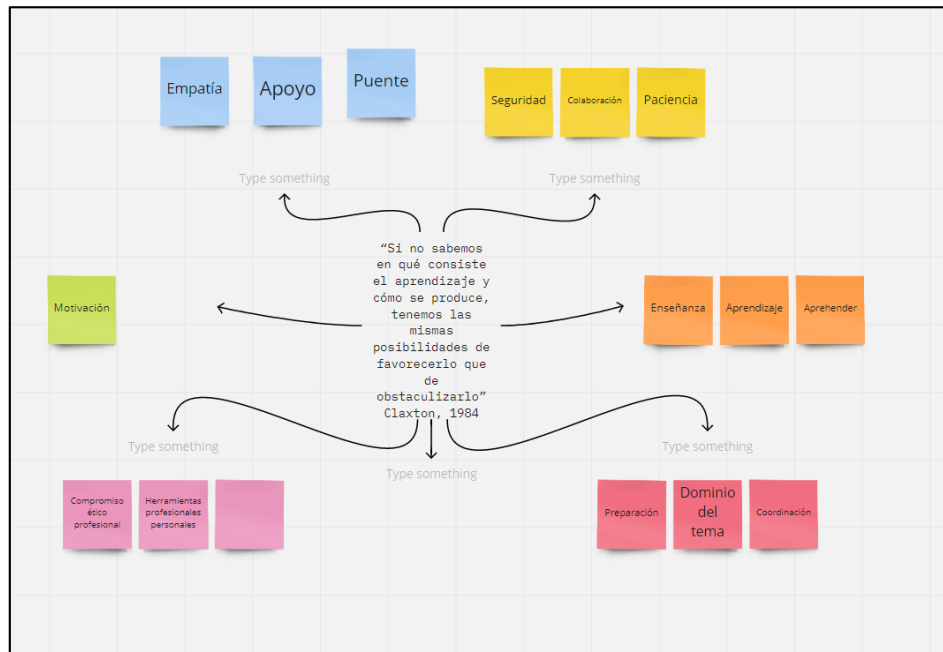 Empatía
Apoyo
Puente
Seguridad
Colaboración
Paciencia
Type something
Type something
“Si no sabemos
en qué consiste
el aprendizaje y
cómo se produce,
tenemos las
mismas
posibilidades de
favorecerlo que
de
obstaculizarlo”
Claxton, 1984
Motivación
Enseñanza
Aprendizaje
Aprehender
Type something
Type something
Type something
Compromiso
ético
profesional
Herramientas
profesionales
personales
Preparación
Dominio
del
tema
Coordinación